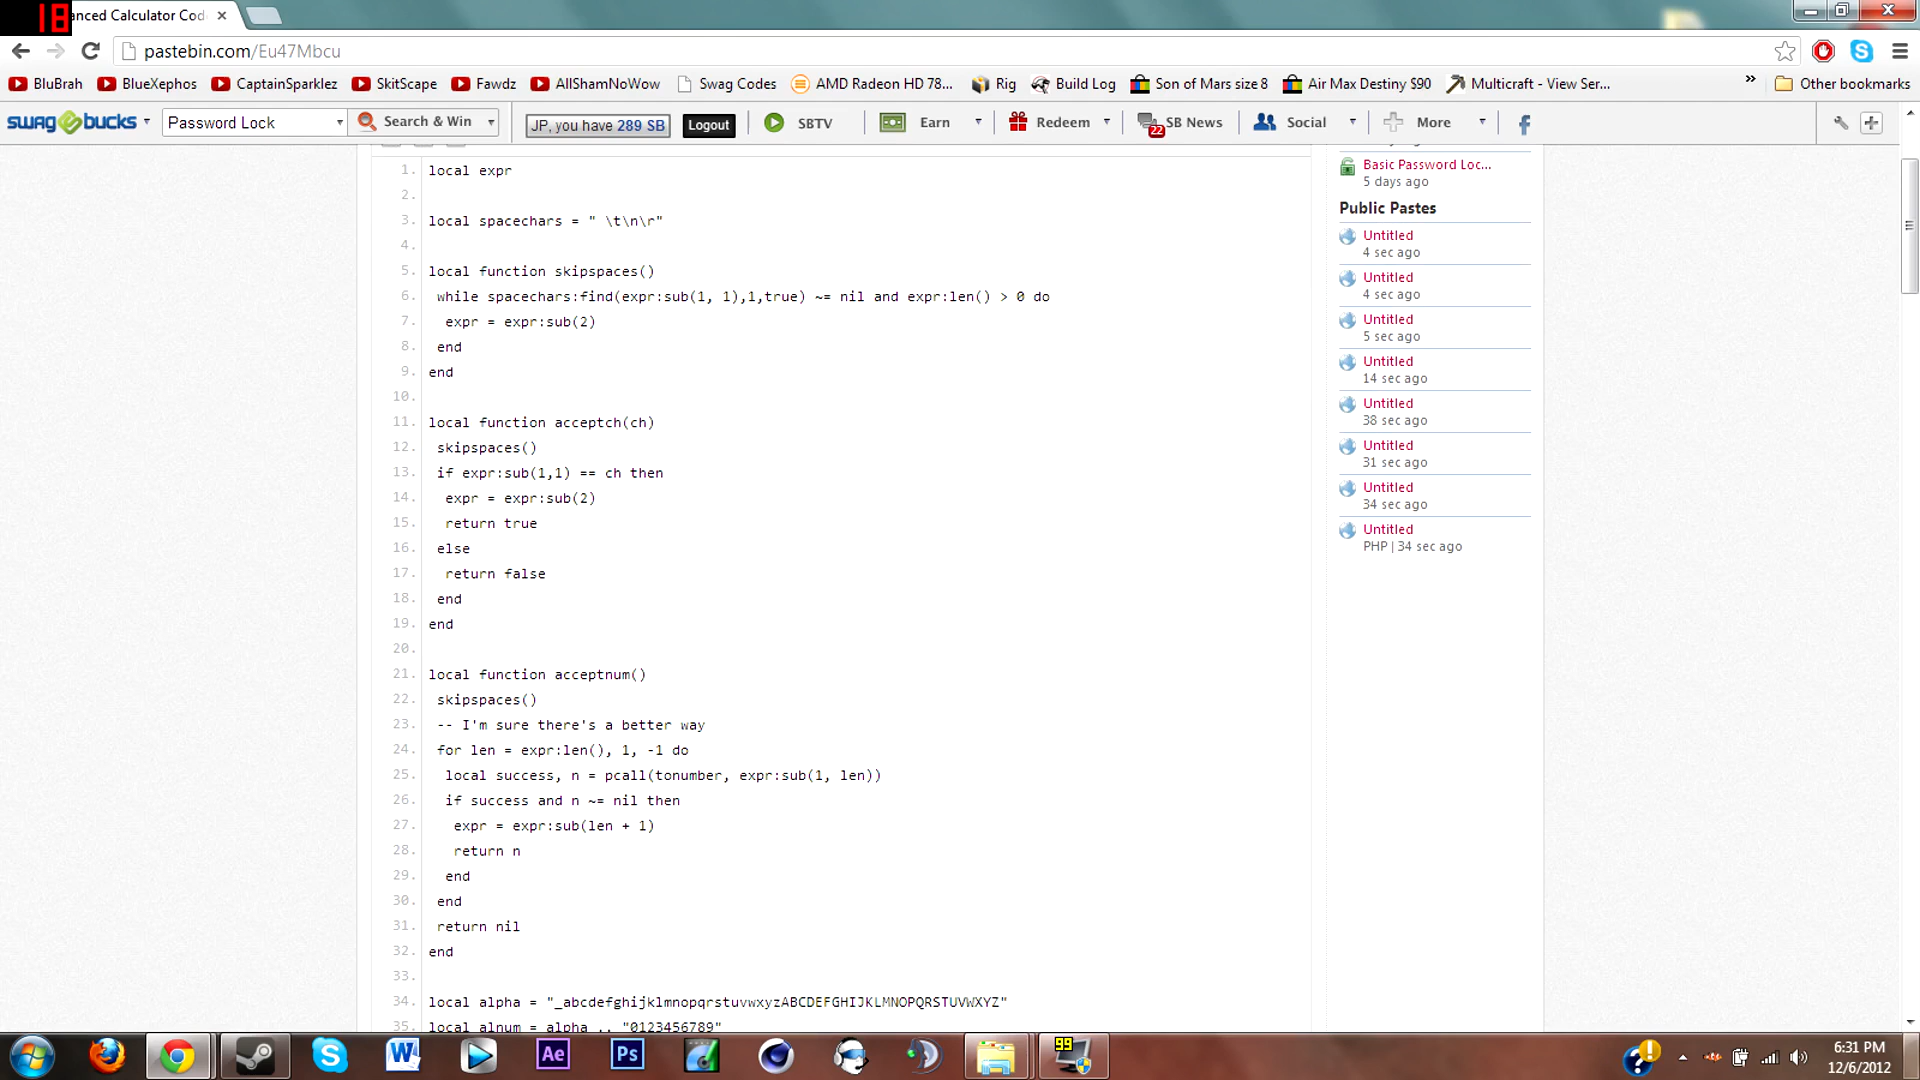 18
anced Calculator Cod
pastebin.com/Eu47Mbcu
BluBrah BlueXephos CaptainSparklez SkitScape Fawdz AllShamNoWow Swag Codes AMD Radeon HD 78... Rig Build Log Son of Mars size 8 Air Max Destiny $90 Multicraft - View Ser... » Other bookmarks
swagbucks Password Lock Search & Win JP, you have 289 SB Logout SBTV Earn Redeem 22 SB News Social More
1. local expr
2.
3. local spacechars = " \t\n\r"
4.
5. local function skipspaces()
6. while spacechars:find(expr:sub(1, 1),1,true) ~= nil and expr:len() > 0 do
7. expr = expr:sub(2)
8. end
9. end
10.
11. local function acceptch(ch)
12. skipspaces()
13. if expr:sub(1,1) == ch then
14. expr = expr:sub(2)
15. return true
16. else
17. return false
18. end
19. end
20.
21. local function acceptnum()
22. skipspaces()
23. -- I'm sure there's a better way
24. for len = expr:len(), 1, -1 do
25. local success, n = pcall(tonumber, expr:sub(1, len))
26. if success and n ~= nil then
27. expr = expr:sub(len + 1)
28. return n
29. end
30. end
31. return nil
32. end
33.
34. local alpha = "_abcdefghijklmnopqrstuvwxyzABCDEFGHIJKLMNOPQRSTUVWXYZ"
35. local alnum = alpha .. "0123456789"
Basic Password Loc...
5 days ago
Public Pastes
Untitled
4 sec ago
Untitled
4 sec ago
Untitled
5 sec ago
Untitled
14 sec ago
Untitled
38 sec ago
Untitled
31 sec ago
Untitled
34 sec ago
Untitled
PHP | 34 sec ago
W Ae Ps 99
6:31 PM
12/6/2012